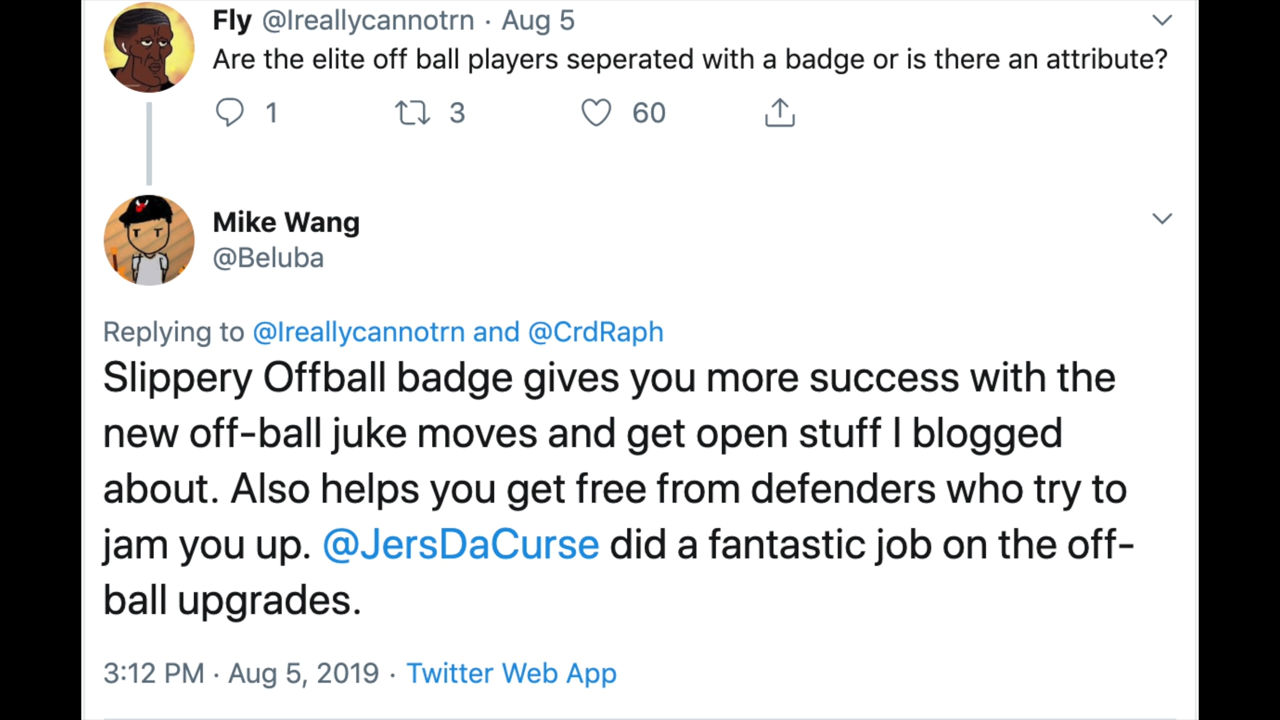 Fly @Ireallycannotrn · Aug 5
Are the elite off ball players seperated with a badge or is there an attribute?
1 3 60
Mike Wang
@Beluba
Replying to @Ireallycannotrn and @CrdRaph
Slippery Offball badge gives you more success with the
new off-ball juke moves and get open stuff I blogged
about. Also helps you get free from defenders who try to
jam you up. @JersDaCurse did a fantastic job on the off-
ball upgrades.
3:12 PM · Aug 5, 2019 · Twitter Web App